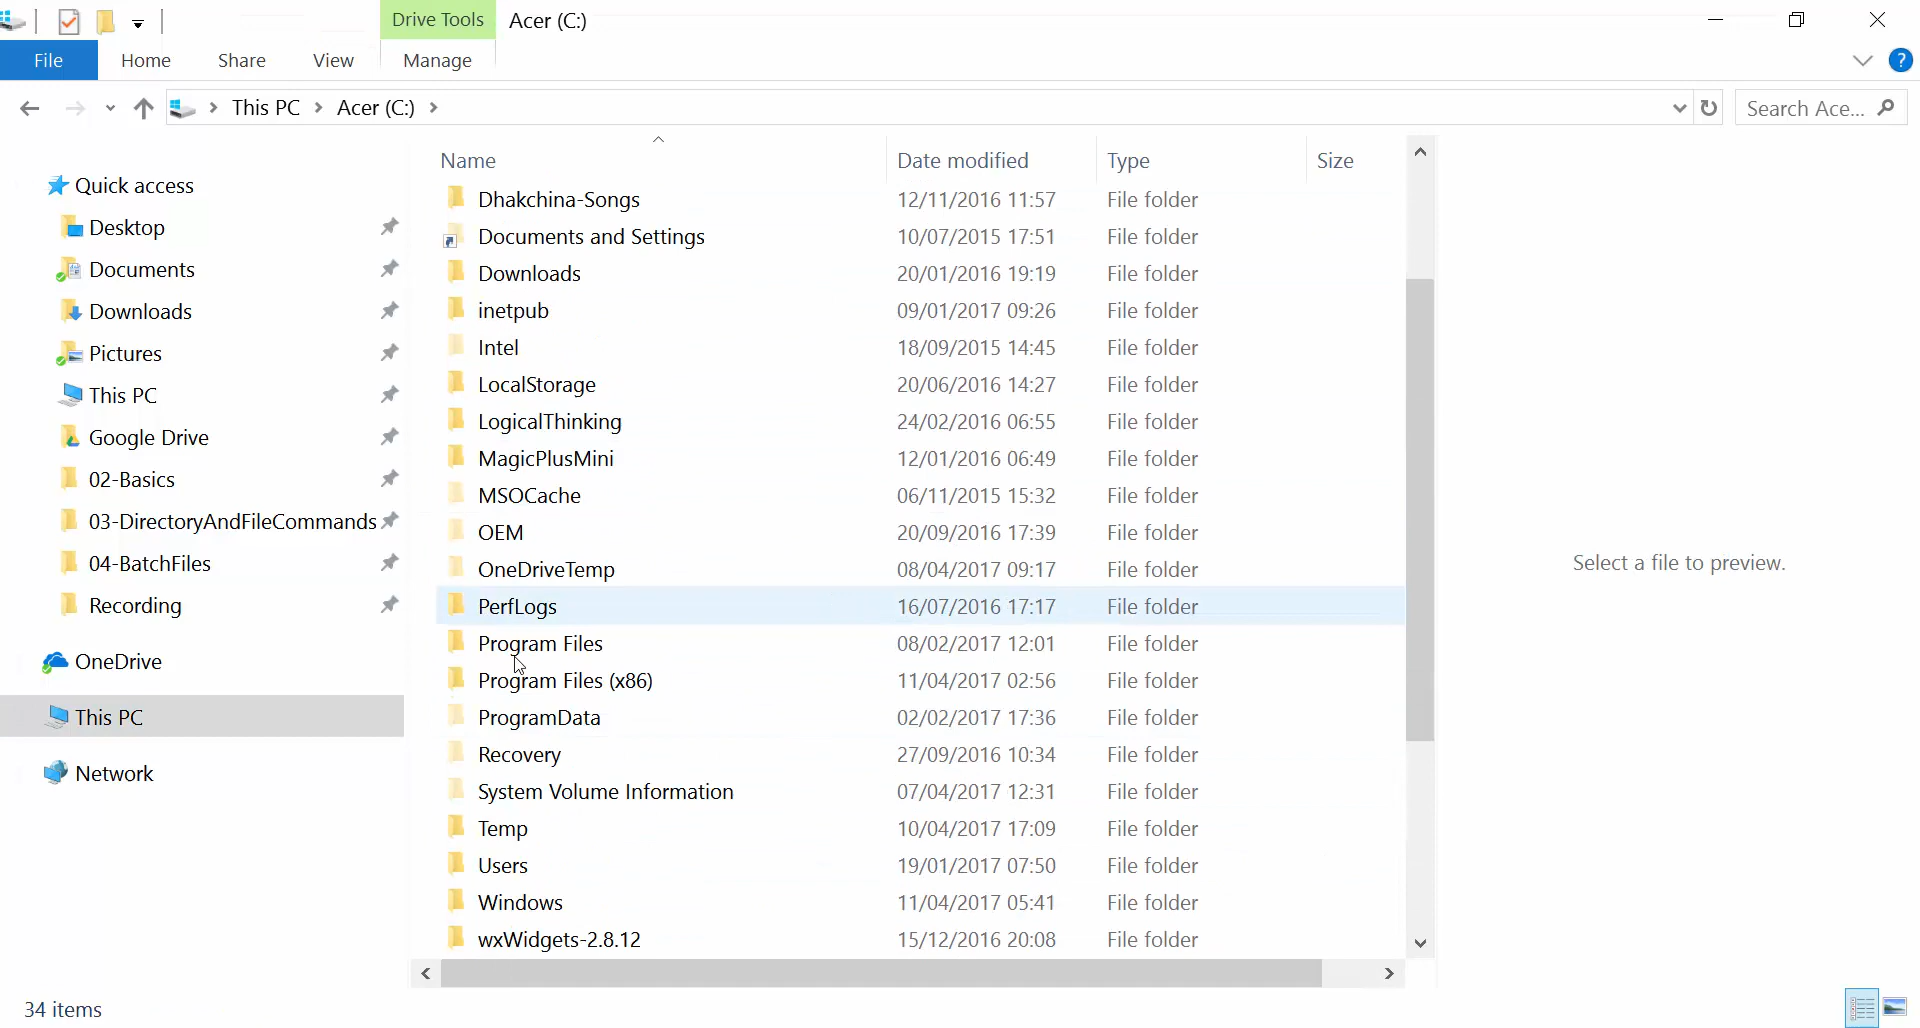 Drive Tools Acer (C:)
File Home Share View Manage
This PC Acer (C:) Search Ace...
Name Date modified Type Size
Quick access
Desktop
Documents
Downloads
Pictures
This PC
Google Drive
02-Basics
03-DirectoryAndFileCommands
04-BatchFiles
Recording
OneDrive
This PC
Network
Dhakchina-Songs 12/11/2016 11:57 File folder
Documents and Settings 10/07/2015 17:51 File folder
Downloads 20/01/2016 19:19 File folder
inetpub 09/01/2017 09:26 File folder
Intel 18/09/2015 14:45 File folder
LocalStorage 20/06/2016 14:27 File folder
LogicalThinking 24/02/2016 06:55 File folder
MagicPlusMini 12/01/2016 06:49 File folder
MSOCache 06/11/2015 15:32 File folder
OEM 20/09/2016 17:39 File folder
OneDriveTemp 08/04/2017 09:17 File folder
PerfLogs 16/07/2016 17:17 File folder
Program Files 08/02/2017 12:01 File folder
Program Files (x86) 11/04/2017 02:56 File folder
ProgramData 02/02/2017 17:36 File folder
Recovery 27/09/2016 10:34 File folder
System Volume Information 07/04/2017 12:31 File folder
Temp 10/04/2017 17:09 File folder
Users 19/01/2017 07:50 File folder
Windows 11/04/2017 05:41 File folder
wxWidgets-2.8.12 15/12/2016 20:08 File folder
Select a file to preview.
34 items